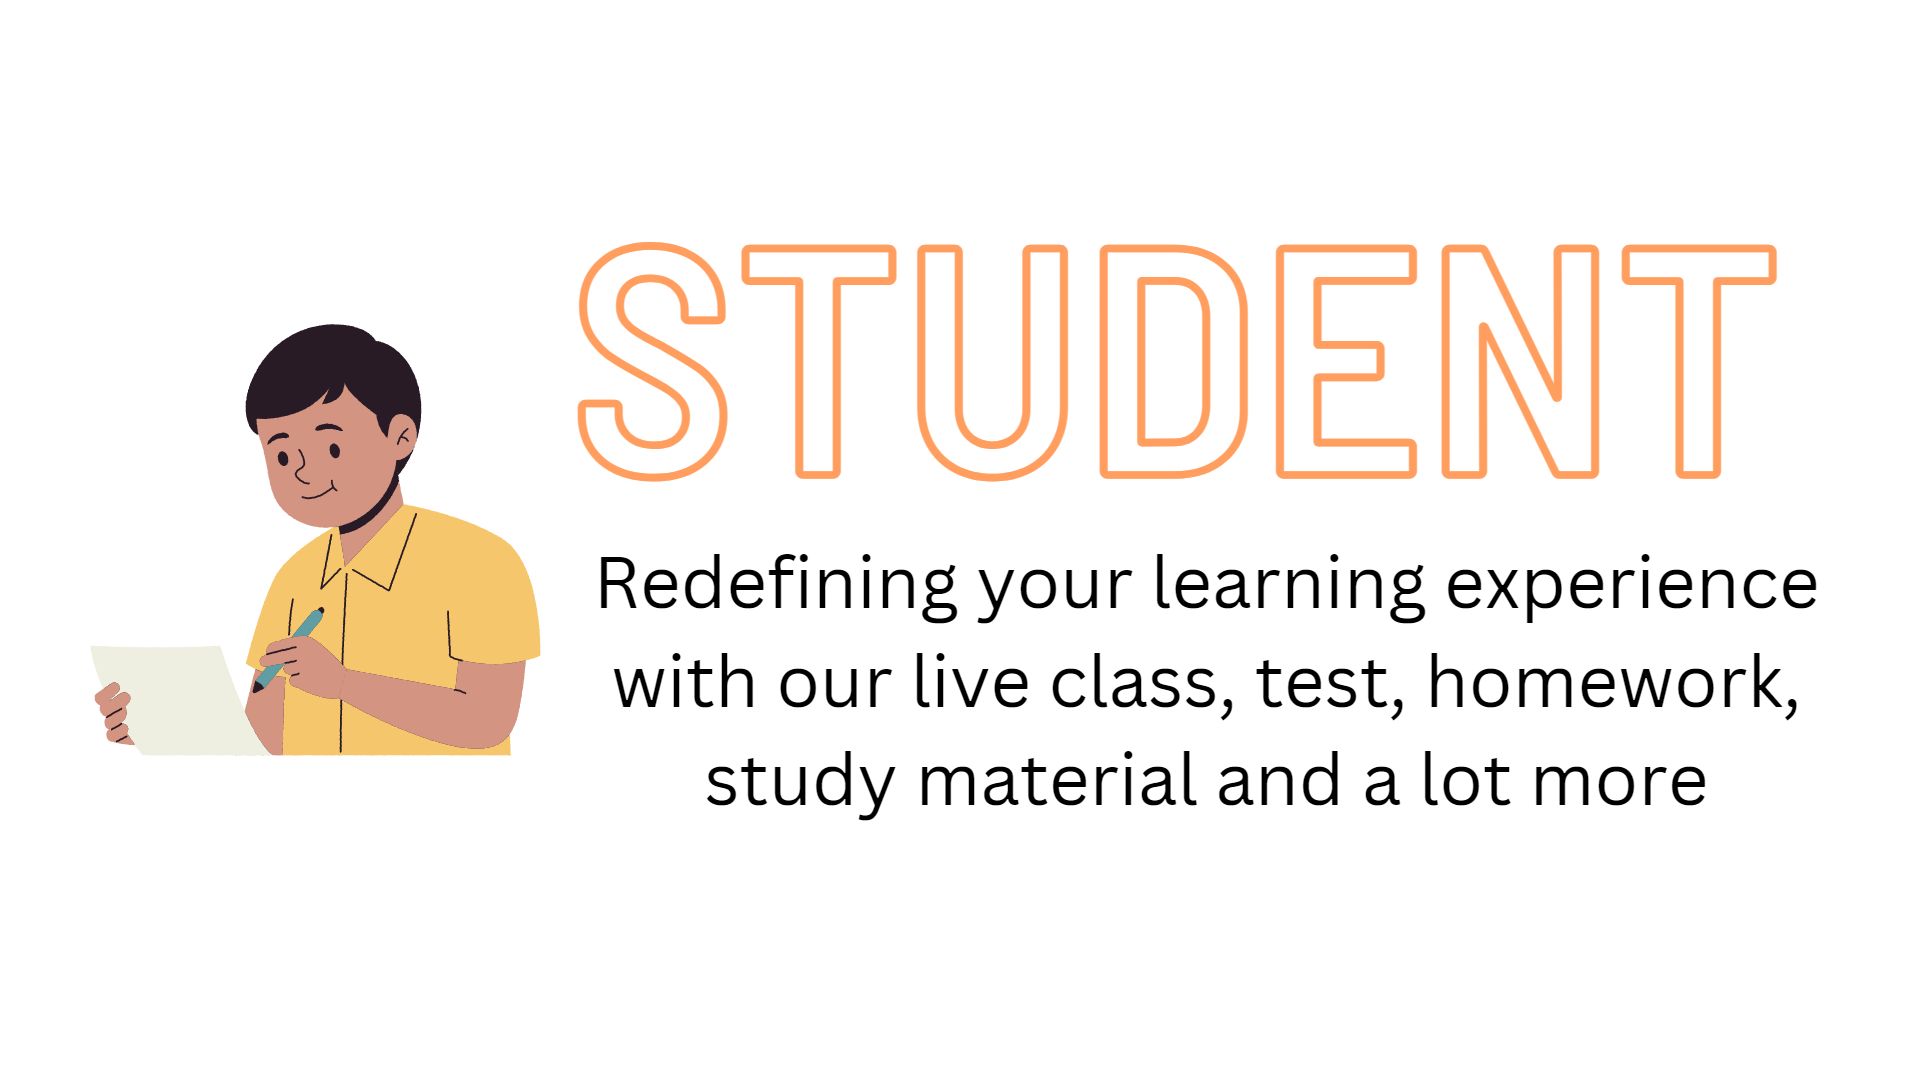 STUDENT
Redefining your learning experience
with our live class, test, homework,
study material and a lot more